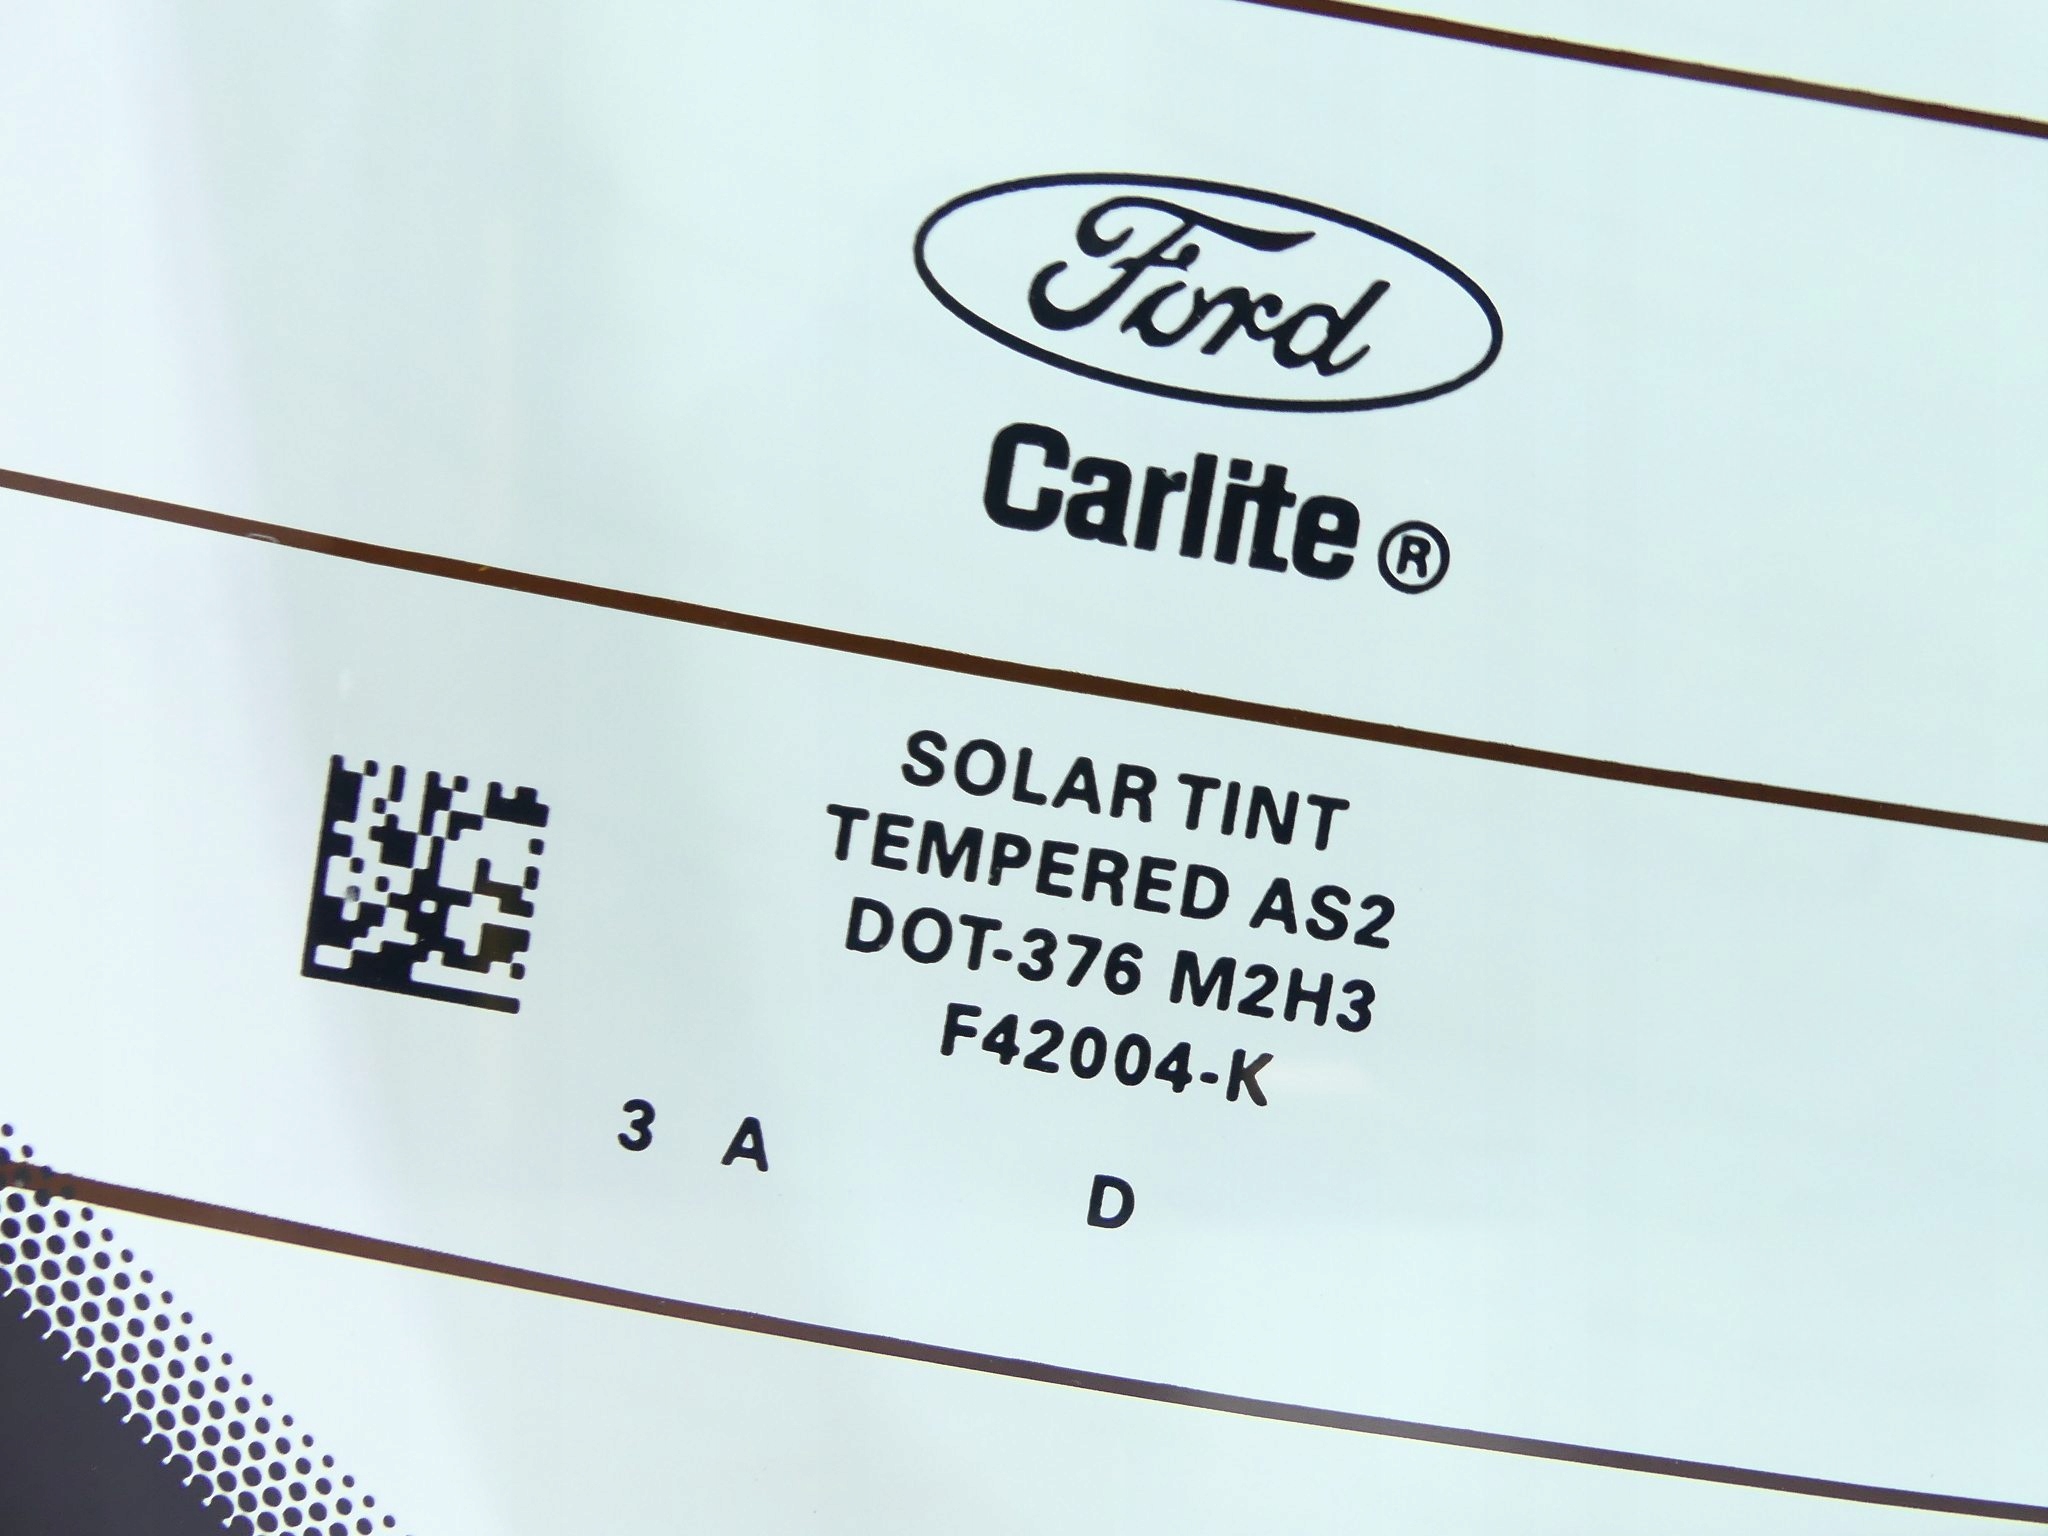 Ford
Carlite ®
SOLAR TINT
TEMPERED AS2
DOT-376 M2H3
F42004-K
3 A
D